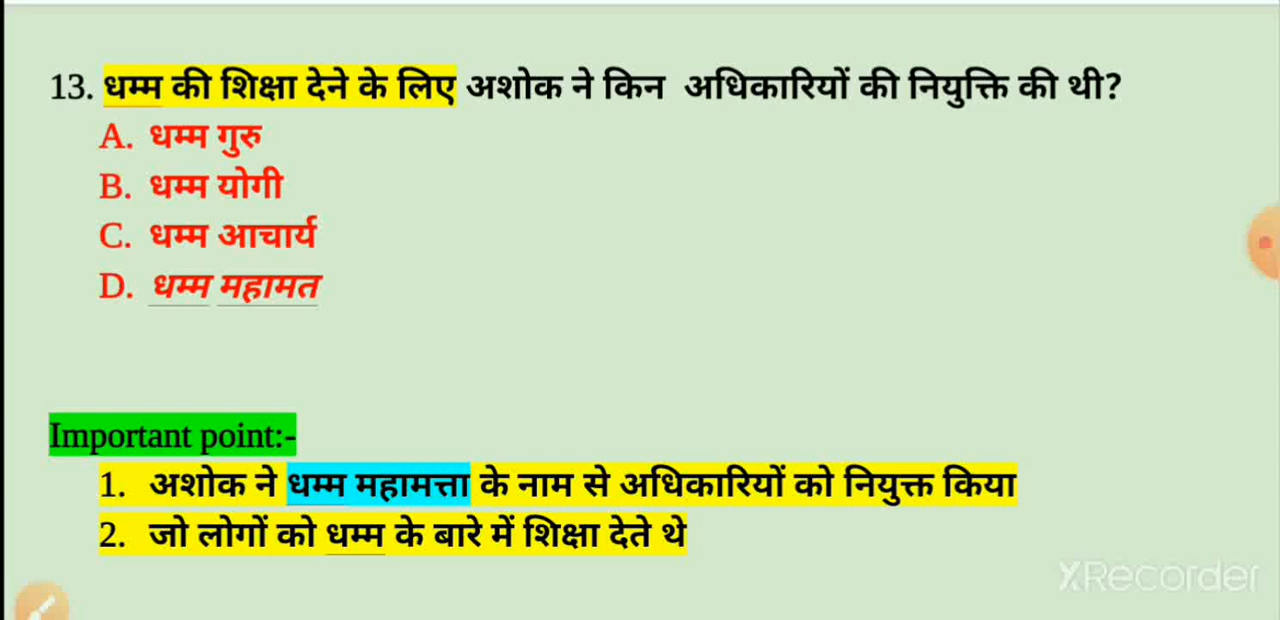 13. धम्म की शिक्षा देने के लिए अशोक ने किन अधिकारियों की नियुक्ति की थी?
A. धम्म गुरु
B. धम्म योगी
C. धम्म आचार्य
D. धम्म महामत
Important point:-
1. अशोक ने धम्म महामत्ता के नाम से अधिकारियों को नियुक्त किया
2. जो लोगों को धम्म के बारे में शिक्षा देते थे
XRecorder